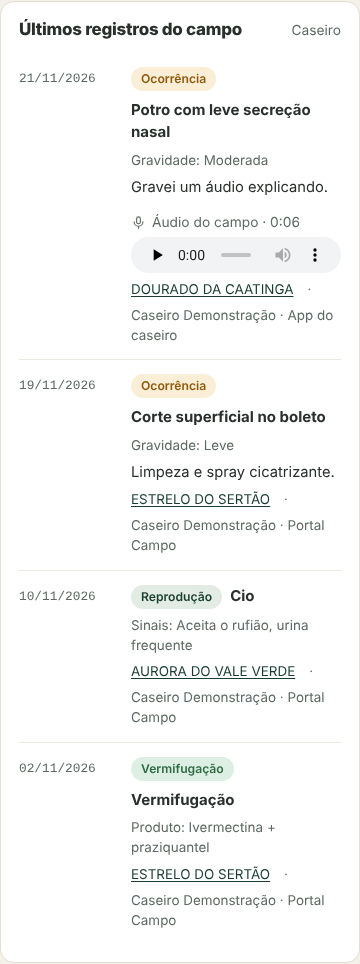 Últimos registros do campo
Caseiro
21/11/2026
Ocorrência
Potro com leve secreção
nasal
Gravidade: Moderada
Gravei um áudio explicando.
Áudio do campo · 0:06
0:00
DOURADO DA CAATINGA ·
Caseiro Demonstração · App do
caseiro
19/11/2026
Ocorrência
Corte superficial no boleto
Gravidade: Leve
Limpeza e spray cicatrizante.
ESTRELO DO SERTÃO ·
Caseiro Demonstração · Portal
Campo
10/11/2026
Reprodução Cio
Sinais: Aceita o rufião, urina
frequente
AURORA DO VALE VERDE ·
Caseiro Demonstração · Portal
Campo
02/11/2026
Vermifugação
Vermifugação
Produto: Ivermectina +
praziquantel
ESTRELO DO SERTÃO ·
Caseiro Demonstração · Portal
Campo